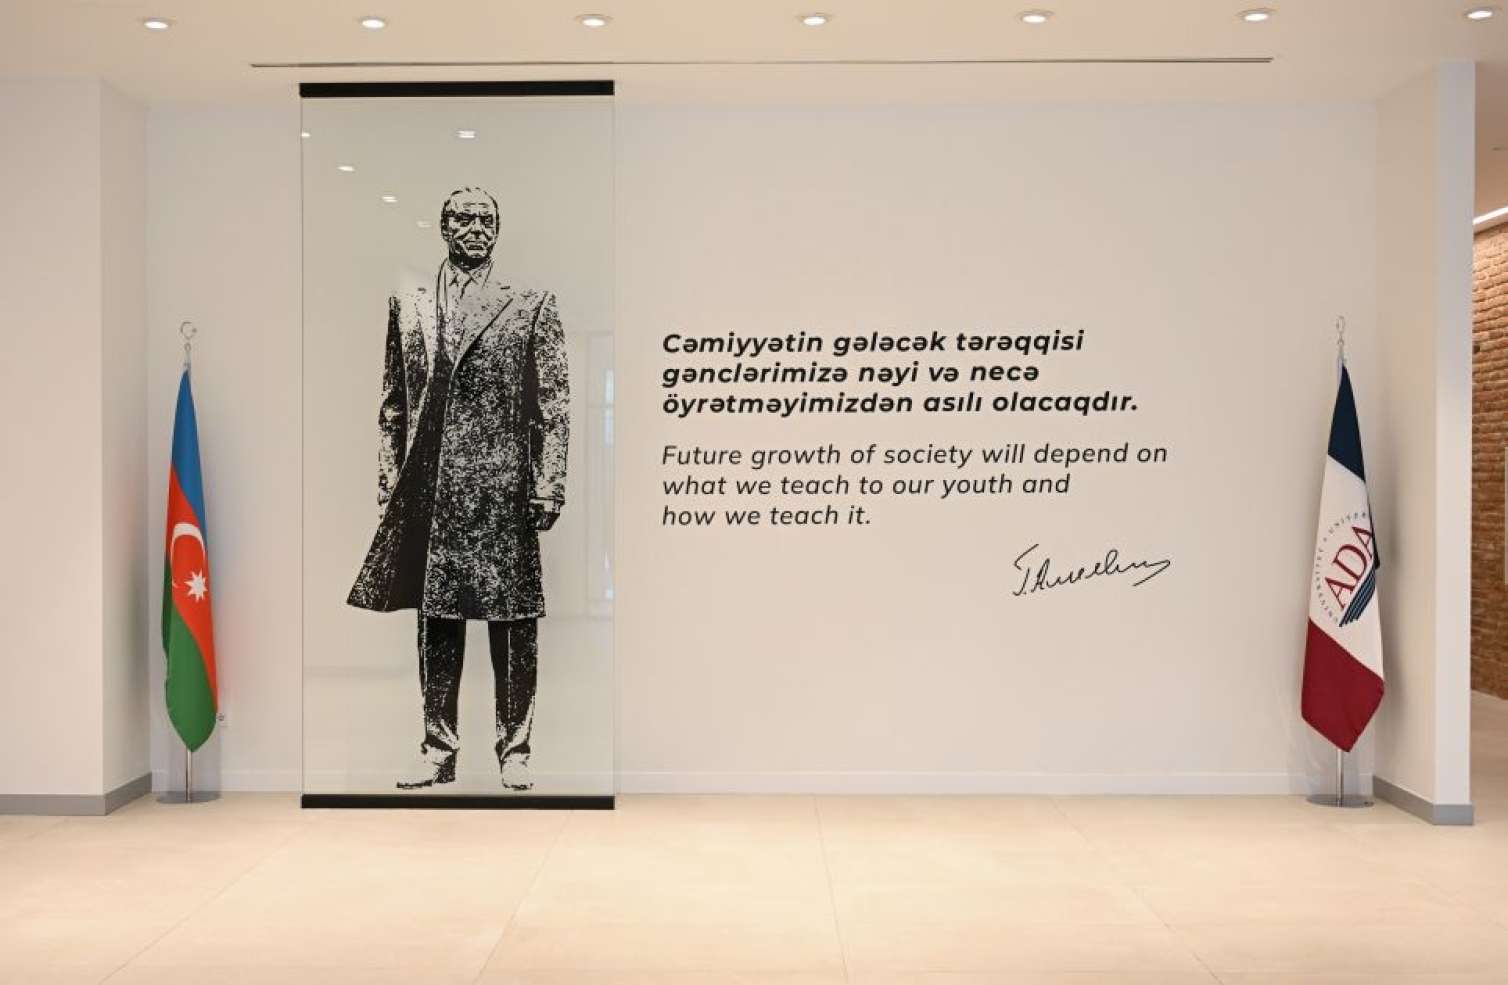 Cəmiyyətin gələcək tərəqqisi
gənclərimizə nəyi və necə
öyrətməyimizdən asılı olacaqdır.
Future growth of society will depend on
what we teach to our youth and
how we teach it.
ADA